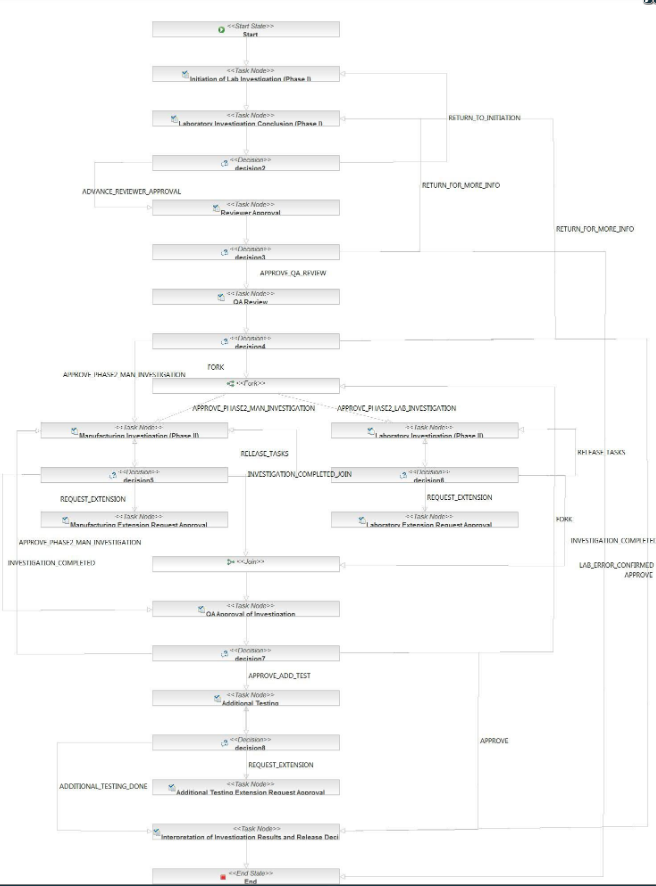 <<Start State>>
Start
<<Task Node>>
Initiation of Lab Investigation (Phase I)
<<Task Node>>
Laboratory Investigation Conclusion (Phase I)
RETURN_TO_INITIATION
<<Decision>>
decision2
RETURN_FOR_MORE_INFO
ADVANCE_REVIEWER_APPROVAL
<<Task Node>>
Reviewer Approval
RETURN_FOR_MORE_INFO
<<Decision>>
decision3
APPROVE_QA_REVIEW
<<Task Node>>
QA Review
<<Decision>>
decision4
FORK
APPROVE_PHASE2_MAN_INVESTIGATION
<<Fork>>
APPROVE_PHASE2_MAN_INVESTIGATION
APPROVE_PHASE2_LAB_INVESTIGATION
<<Task Node>>
Manufacturing Investigation (Phase II)
<<Task Node>>
Laboratory Investigation (Phase II)
RELEASE_TASKS
RELEASE_TASKS
<<Decision>>
decision5
INVESTIGATION_COMPLETED_JOIN
<<Decision>>
decision6
REQUEST_EXTENSION
REQUEST_EXTENSION
<<Task Node>>
Manufacturing Extension Request Approval
<<Task Node>>
Laboratory Extension Request Approval
FORK
APPROVE_PHASE2_MAN_INVESTIGATION
INVESTIGATION_COMPLETED
INVESTIGATION_COMPLETED
<<Join>>
LAB_ERROR_CONFIRMED
APPROVE
<<Task Node>>
QA Approval of Investigation
<<Decision>>
decision7
APPROVE_ADD_TEST
<<Task Node>>
Additional Testing
<<Decision>>
decision8
APPROVE
REQUEST_EXTENSION
ADDITIONAL_TESTING_DONE
<<Task Node>>
Additional Testing Extension Request Approval
<<Task Node>>
Interpretation of Investigation Results and Release Deci
<<End State>>
End